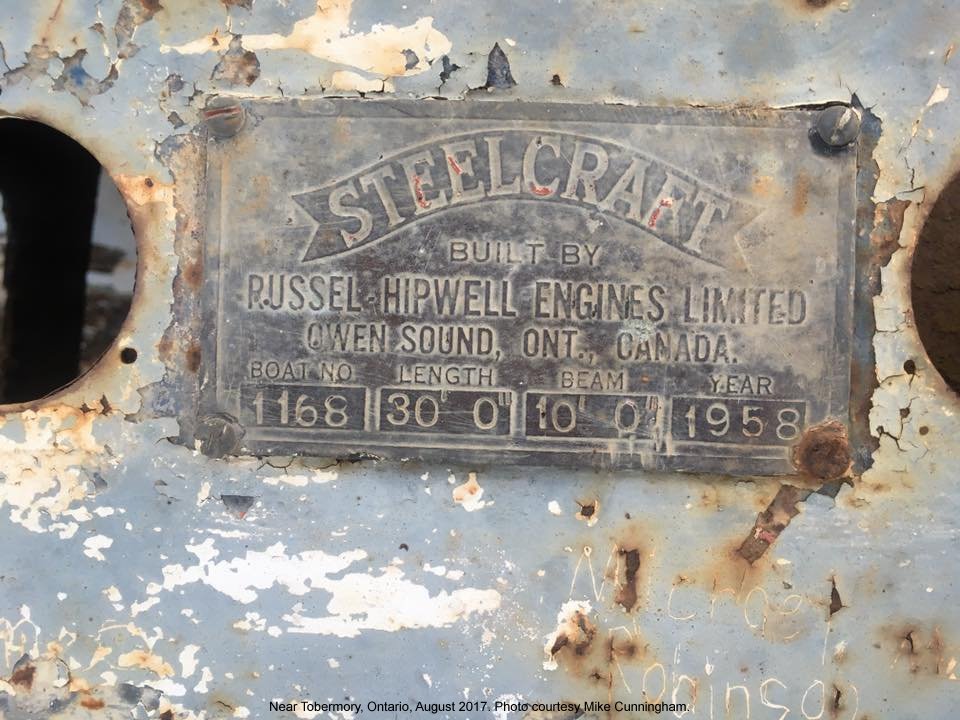 STEELCRAFT
BUILT BY
RUSSEL-HIPWELL ENGINES LIMITED
OWEN SOUND, ONT., CANADA.
BOAT NO LENGTH BEAM YEAR
1168 30' 0" 10' 0" 1958
Robinson
Near Tobermory, Ontario, August 2017. Photo courtesy Mike Cunningham.